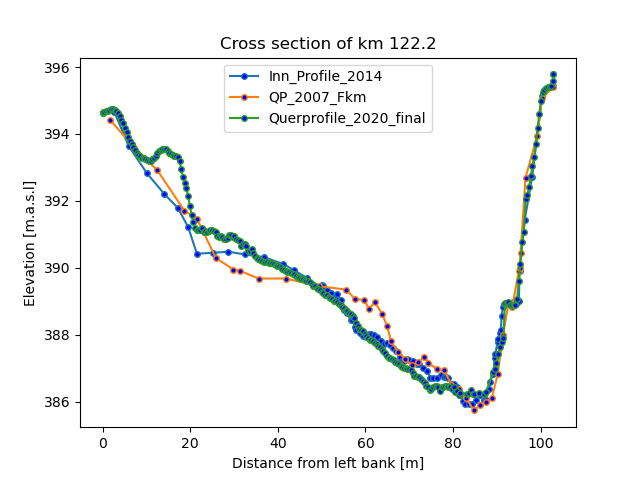 Cross section of km 122.2
Inn_Profile_2014
QP_2007_Fkm
Querprofile_2020_final
Elevation [m.a.s.l]
396
394
392
390
388
386
0 20 40 60 80 100
Distance from left bank [m]